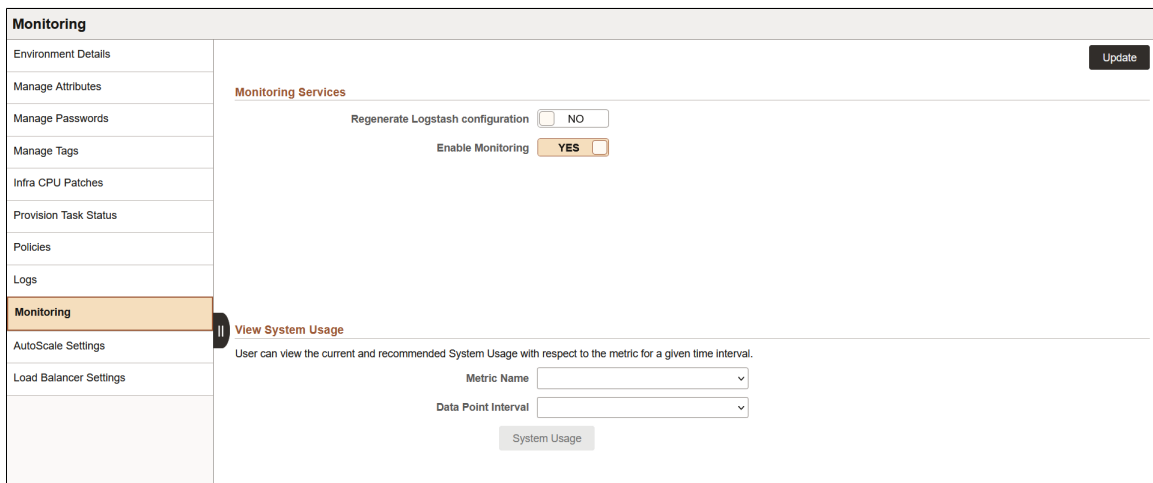 Monitoring
Environment Details
Manage Attributes
Manage Passwords
Manage Tags
Infra CPU Patches
Provision Task Status
Policies
Logs
Monitoring
AutoScale Settings
Load Balancer Settings
Update
Monitoring Services
Regenerate Logstash configuration NO
Enable Monitoring YES
View System Usage
User can view the current and recommended System Usage with respect to the metric for a given time interval.
Metric Name
Data Point Interval
System Usage